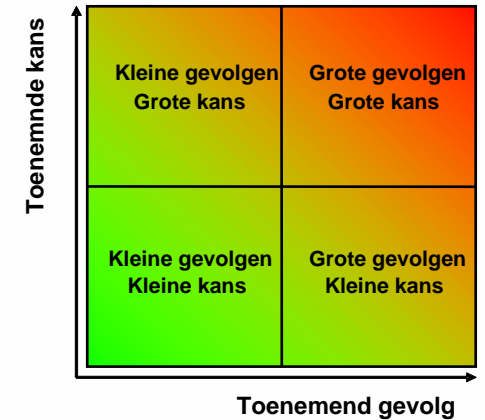 Toenemnde kans
Kleine gevolgen
Grote kans
Grote gevolgen
Grote kans
Kleine gevolgen
Kleine kans
Grote gevolgen
Kleine kans
Toenemend gevolg